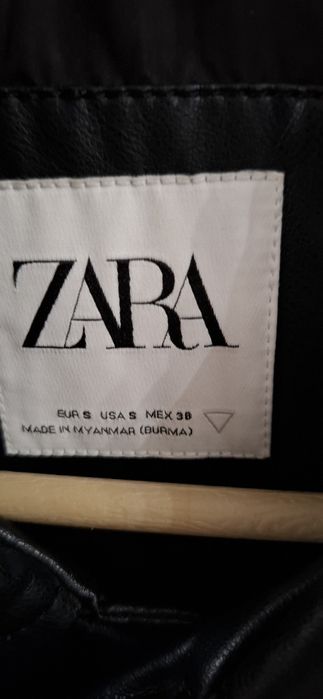 ZARA
EUR S USA S MEX 38
MADE IN MYANMAR (BURMA)